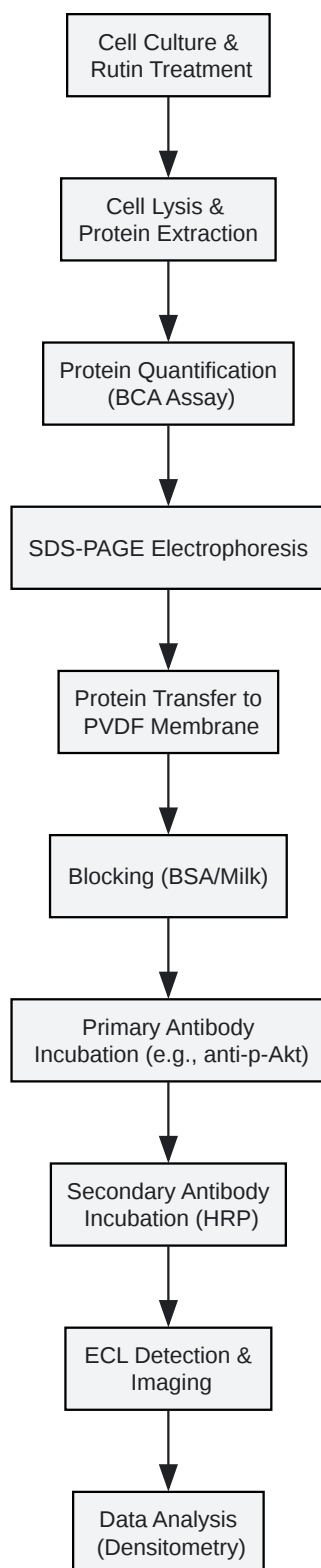 Cell Culture &
Rutin Treatment
Cell Lysis &
Protein Extraction
Protein Quantification
(BCA Assay)
SDS-PAGE Electrophoresis
Protein Transfer to
PVDF Membrane
Blocking (BSA/Milk)
Primary Antibody
Incubation (e.g., anti-p-Akt)
Secondary Antibody
Incubation (HRP)
ECL Detection &
Imaging
Data Analysis
(Densitometry)